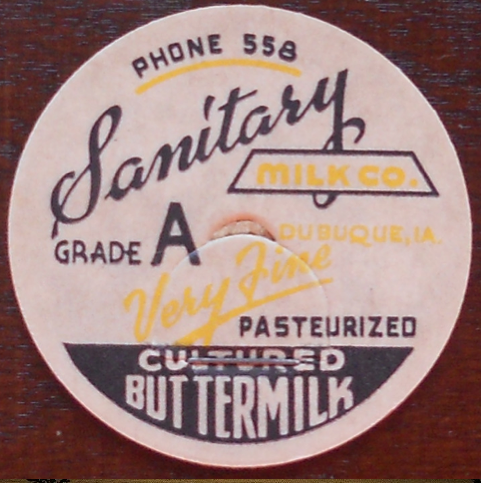 PHONE 558
Sanitary
MILK CO.
DUBUQUE, IA.
GRADE A
Very Fine
PASTEURIZED
CULTURED
BUTTERMILK